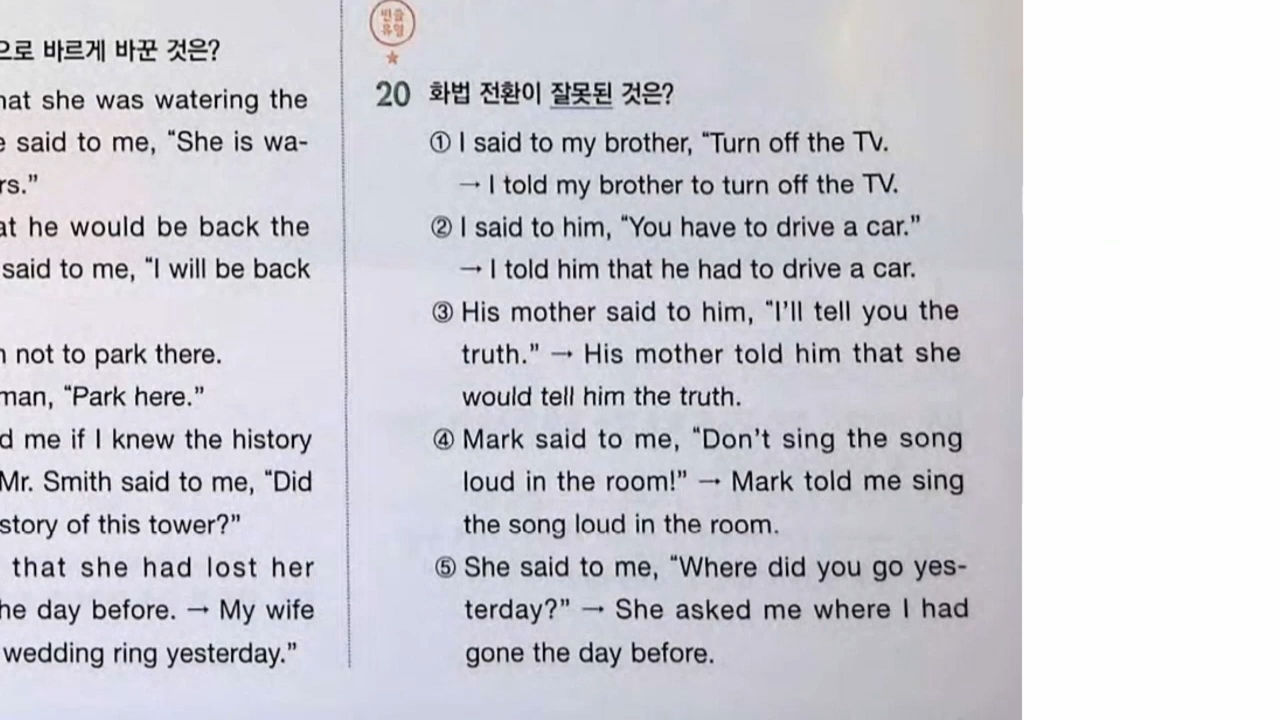 으로 바르게 바꾼 것은?
hat she was watering the
e said to me, “She is wa-
rs.”
at he would be back the
said to me, “I will be back
n not to park there.
man, “Park here.”
d me if I knew the history
Mr. Smith said to me, “Did
story of this tower?”
that she had lost her
he day before. → My wife
wedding ring yesterday.”
빈출
유형
20 화법 전환이 잘못된 것은?
① I said to my brother, “Turn off the TV.
→ I told my brother to turn off the TV.
② I said to him, “You have to drive a car.”
→ I told him that he had to drive a car.
③ His mother said to him, “I’ll tell you the
truth.” → His mother told him that she
would tell him the truth.
④ Mark said to me, “Don’t sing the song
loud in the room!” → Mark told me sing
the song loud in the room.
⑤ She said to me, “Where did you go yes-
terday?” → She asked me where I had
gone the day before.